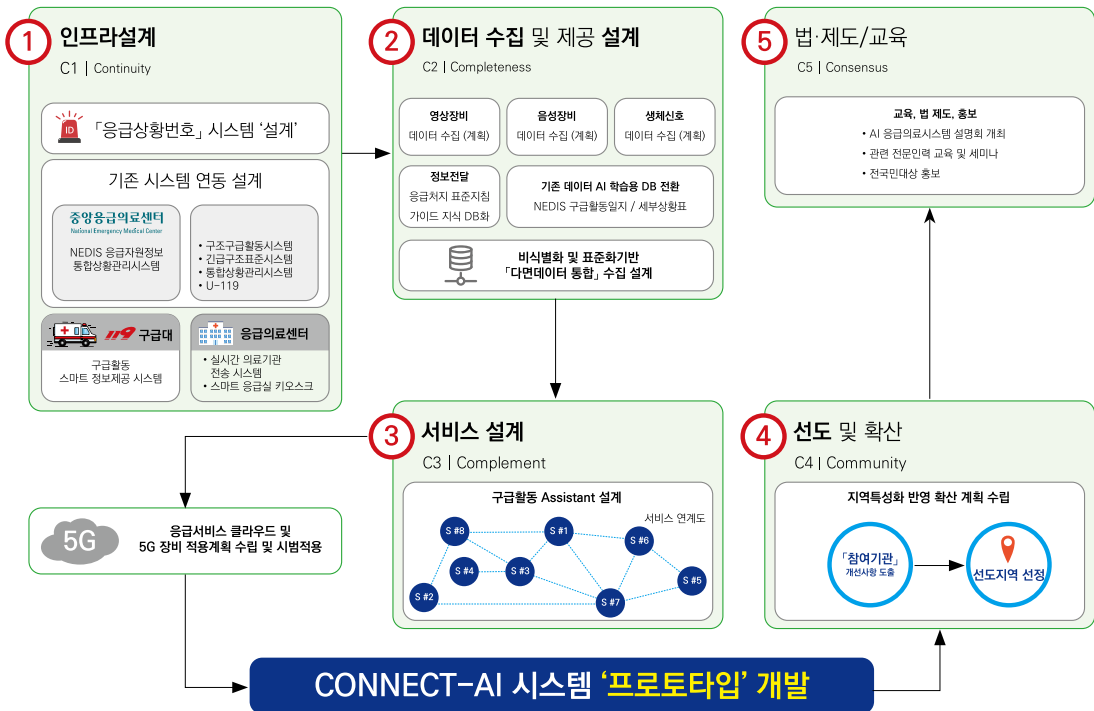 1
인프라설계
C1 | Continuity
ID
「응급상황번호」 시스템 ‘설계’
기존 시스템 연동 설계
중앙응급의료센터
National Emergency Medical Center
NEDIS 응급자원정보
통합상황관리시스템
• 구조구급활동시스템
• 긴급구조표준시스템
• 통합상황관리시스템
• U-119
119 구급대
구급활동
스마트 정보제공 시스템
응급의료센터
• 실시간 의료기관
전송 시스템
• 스마트 응급실 키오스크
2
데이터 수집 및 제공 설계
C2 | Completeness
영상장비
데이터 수집 (계획)
음성장비
데이터 수집 (계획)
생체신호
데이터 수집 (계획)
정보전달
응급처지 표준지침
가이드 지식 DB화
기존 데이터 AI 학습용 DB 전환
NEDIS 구급활동일지 / 세부상황표
비식별화 및 표준화기반
「다면데이터 통합」 수집 설계
3
서비스 설계
C3 | Complement
구급활동 Assistant 설계
서비스 연계도
S #8
S #1
S #6
S #4
S #3
S #5
S #2
S #7
5G
응급서비스 클라우드 및
5G 장비 적용계획 수립 및 시범적용
CONNECT-AI 시스템 ‘프로토타입’ 개발
4
선도 및 확산
C4 | Community
지역특성화 반영 확산 계획 수립
「참여기관」
개선사항 도출
선도지역 선정
5
법·제도/교육
C5 | Consensus
교육, 법 제도, 홍보
• AI 응급의료시스템 설명회 개최
• 관련 전문인력 교육 및 세미나
• 전국민대상 홍보